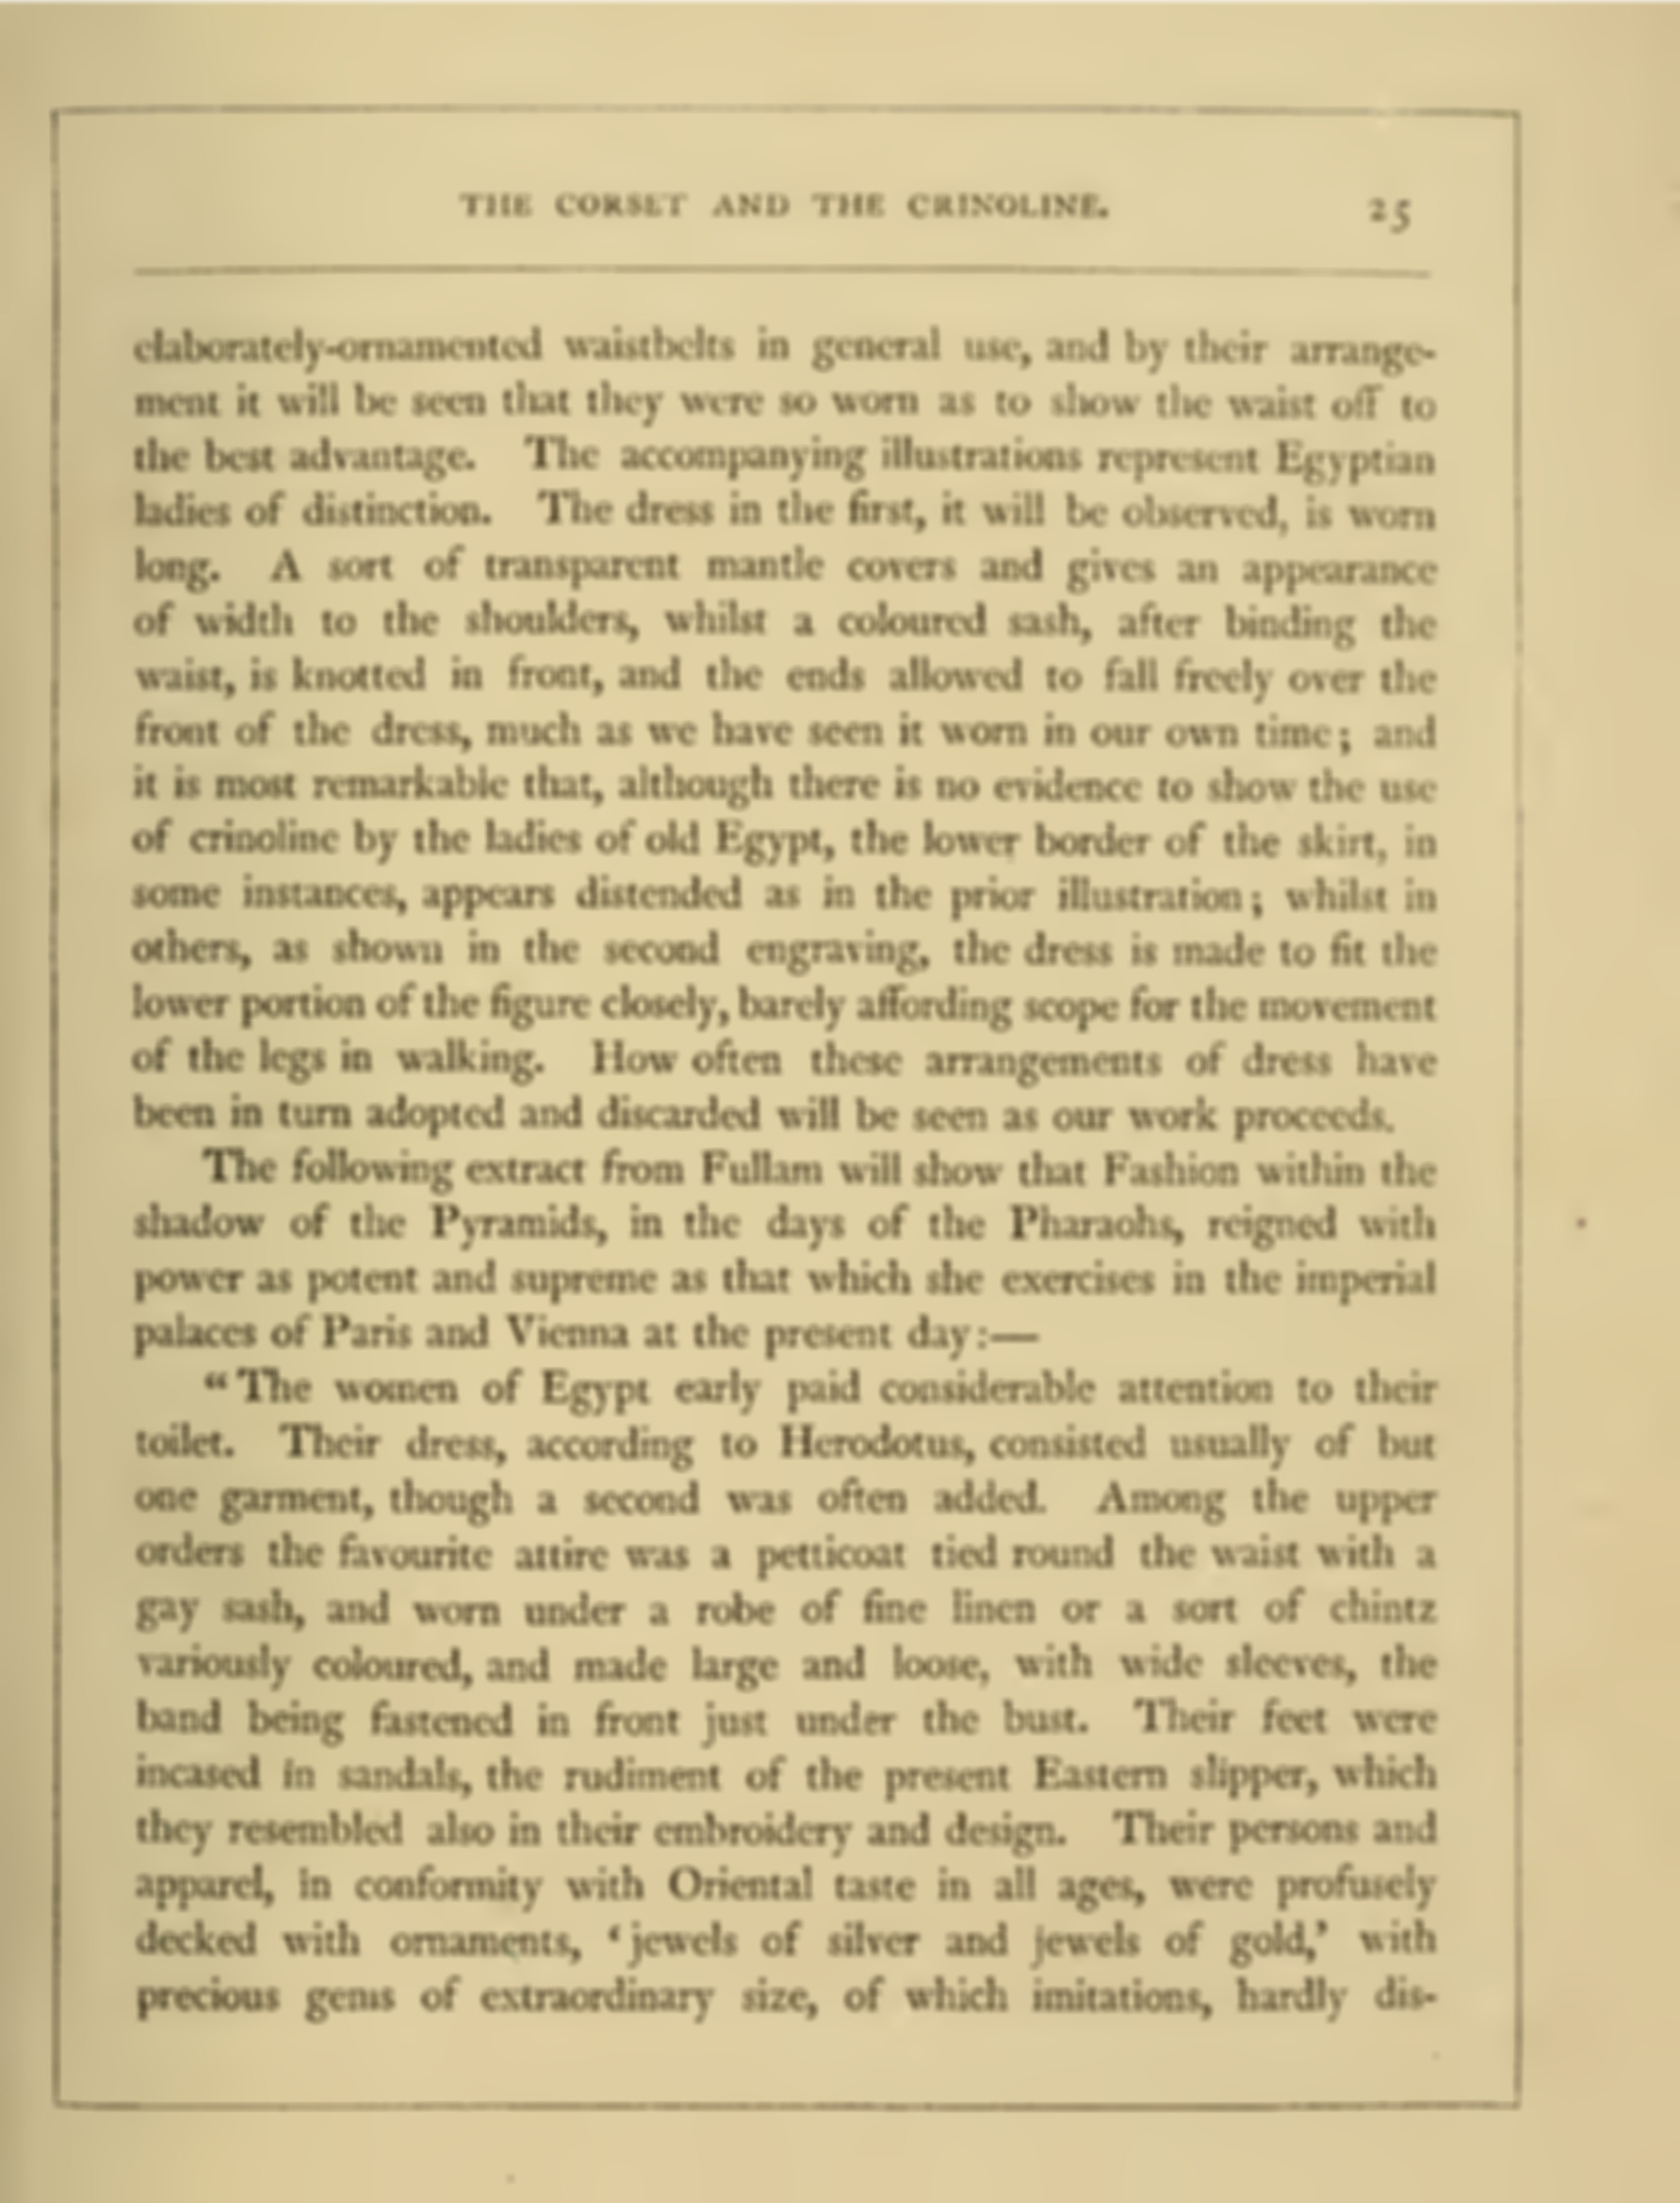 THE CORSET AND THE CRINOLINE. 25
elaborately-ornamented waistbelts in general use, and by their arrange-
ment it will be seen that they were so worn as to show the waist off to
the best advantage. The accompanying illustrations represent Egyptian
ladies of distinction. The dress in the first, it will be observed, is worn
long. A sort of transparent mantle covers and gives an appearance
of width to the shoulders, whilst a coloured sash, after binding the
waist, is knotted in front, and the ends allowed to fall freely over the
front of the dress, much as we have seen it worn in our own time; and
it is most remarkable that, although there is no evidence to show the use
of crinoline by the ladies of old Egypt, the lower border of the skirt, in
some instances, appears distended as in the prior illustration; whilst in
others, as shown in the second engraving, the dress is made to fit the
lower portion of the figure closely, barely affording scope for the movement
of the legs in walking. How often these arrangements of dress have
been in turn adopted and discarded will be seen as our work proceeds.
The following extract from Fullam will show that Fashion within the
shadow of the Pyramids, in the days of the Pharaohs, reigned with
power as potent and supreme as that which she exercises in the imperial
palaces of Paris and Vienna at the present day:—
“The women of Egypt early paid considerable attention to their
toilet. Their dress, according to Herodotus, consisted usually of but
one garment, though a second was often added. Among the upper
orders the favourite attire was a petticoat tied round the waist with a
gay sash, and worn under a robe of fine linen or a sort of chintz
variously coloured, and made large and loose, with wide sleeves, the
band being fastened in front just under the bust. Their feet were
incased in sandals, the rudiment of the present Eastern slipper, which
they resembled also in their embroidery and design. Their persons and
apparel, in conformity with Oriental taste in all ages, were profusely
decked with ornaments, ‘jewels of silver and jewels of gold,’ with
precious gems of extraordinary size, of which imitations, hardly dis-